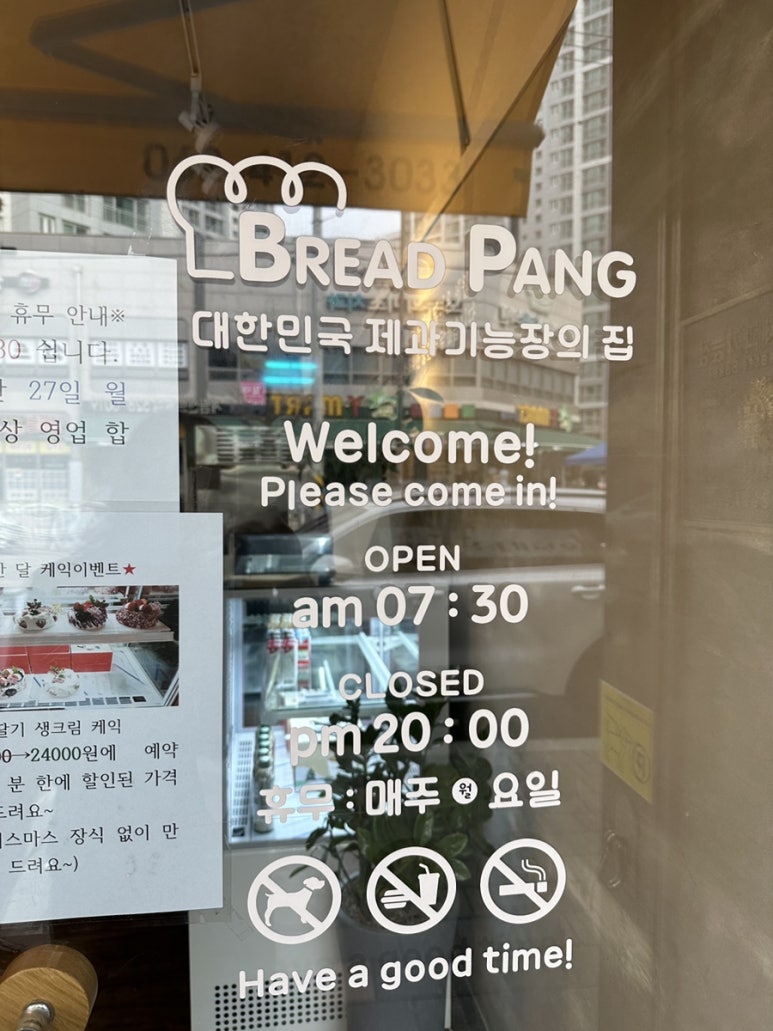 BREAD PANG
대한민국 제과기능장의 집
Welcome!
Please come in!
OPEN
am 07 : 30
CLOSED
pm 20 : 00
휴무 : 매주 월 요일
Have a good time!
휴무 안내※
30 쉽니다.
27일 월
상 영업 합
달 케익이벤트★
생크림 케익
→24000원에 예약
분 한에 할인된 가격
드려요~
스마스 장식 없이 만
드려요~)
3033